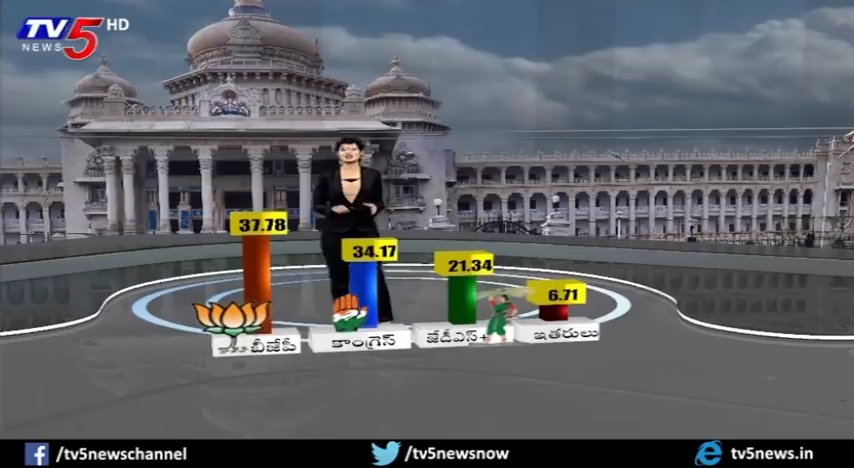 TV5 HD
NEWS
37.78
34.17
21.34
6.71
బీజేపీ
కాంగ్రెస్
జేడీఎస్+
ఇతరులు
/tv5newschannel
/tv5newsnow
tv5news.in